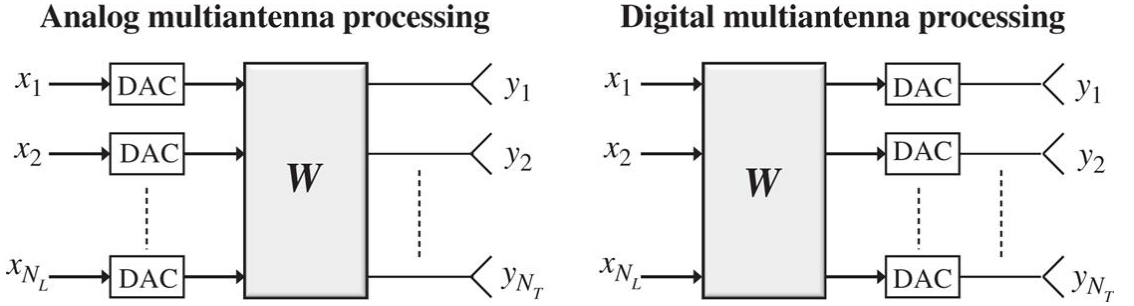 Analog multiantenna processing Digital multiantenna processing
x1 DAC y1 x1 DAC y1
x2 DAC y2 x2 DAC y2
W W
xNL DAC yNT xNL DAC yNT